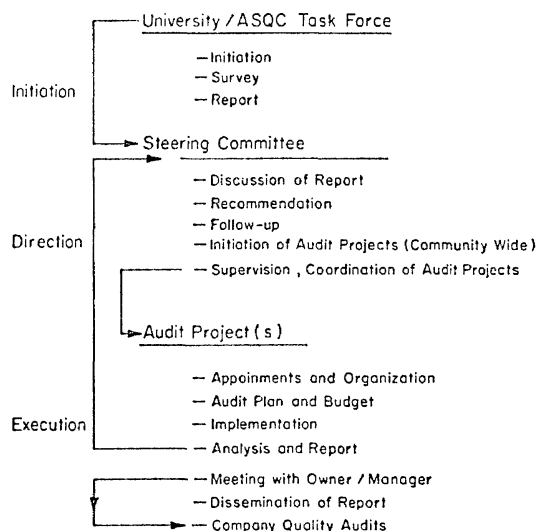 University / ASQC Task Force
— Initiation
Initiation
— Survey
— Report
Steering Committee
— Discussion of Report
— Recommendation
— Follow-up
Direction
— Initiation of Audit Projects (Community Wide)
— Supervision, Coordination of Audit Projects
Audit Project(s)
— Appoinments and Organization
— Audit Plan and Budget
— Implementation
Execution
— Analysis and Report
— Meeting with Owner / Manager
— Dissemination of Report
— Company Quality Audits